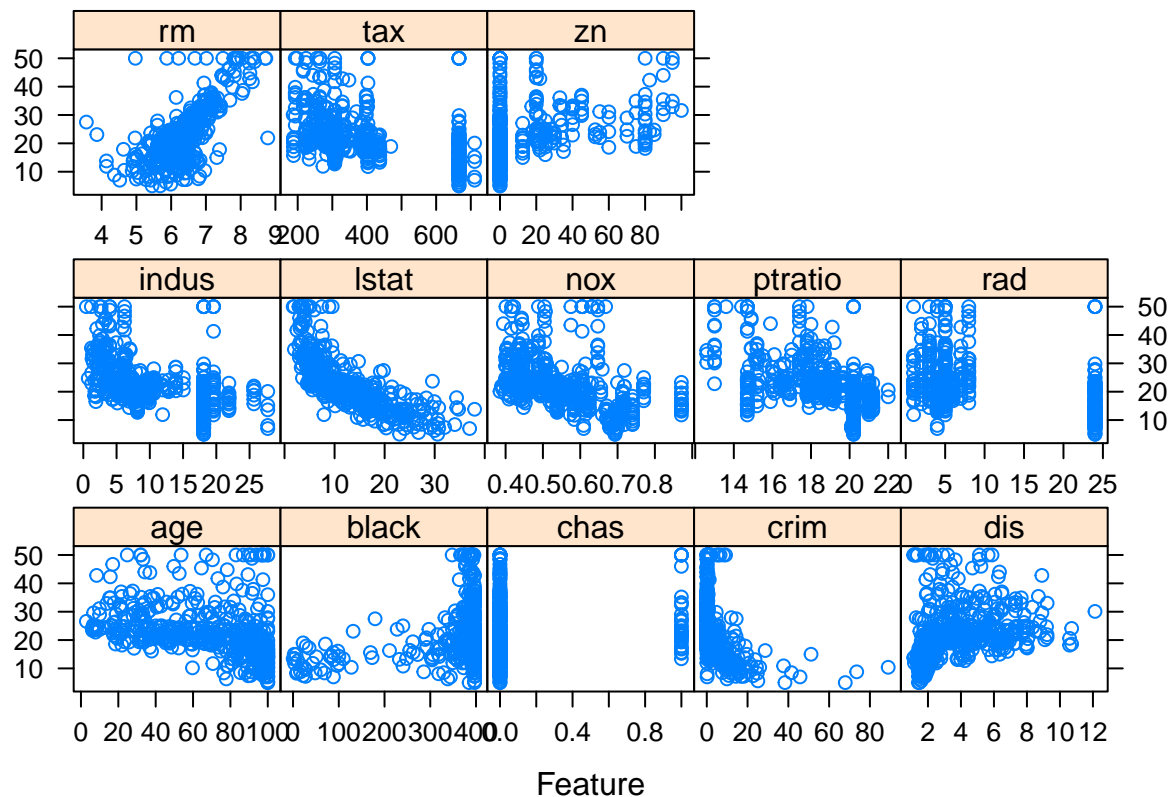 rm tax zn
50
40
30
20
10
4 5 6 7 8 9 200 400 600 0 20 40 60 80
indus lstat nox ptratio rad
50
40
30
20
10
0 5 10 15 20 25 10 20 30 0.4 0.5 0.6 0.7 0.8 14 16 18 20 22 0 5 10 15 20 25
age black chas crim dis
50
40
30
20
10
0 20 40 60 80 100 0 100 200 300 400 0.0 0.4 0.8 0 20 40 60 80 2 4 6 8 10 12
Feature